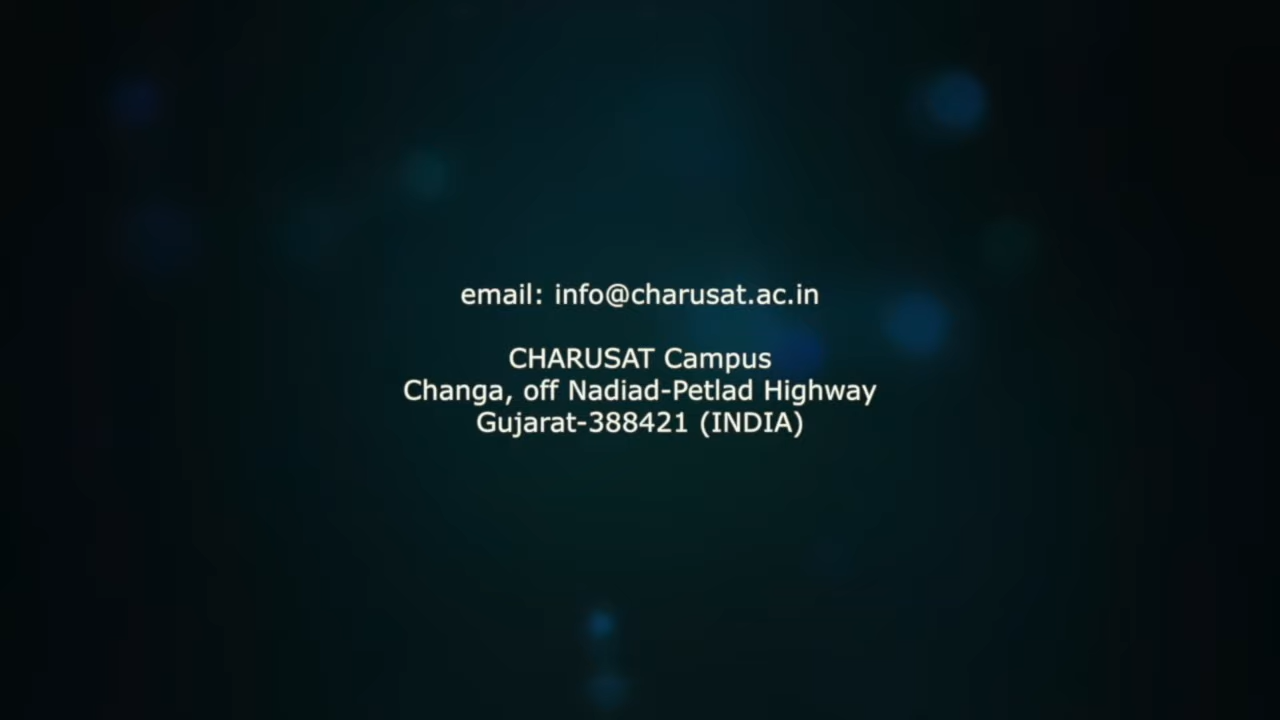 email: info@charusat.ac.in
CHARUSAT Campus
Changa, off Nadiad-Petlad Highway
Gujarat-388421 (INDIA)